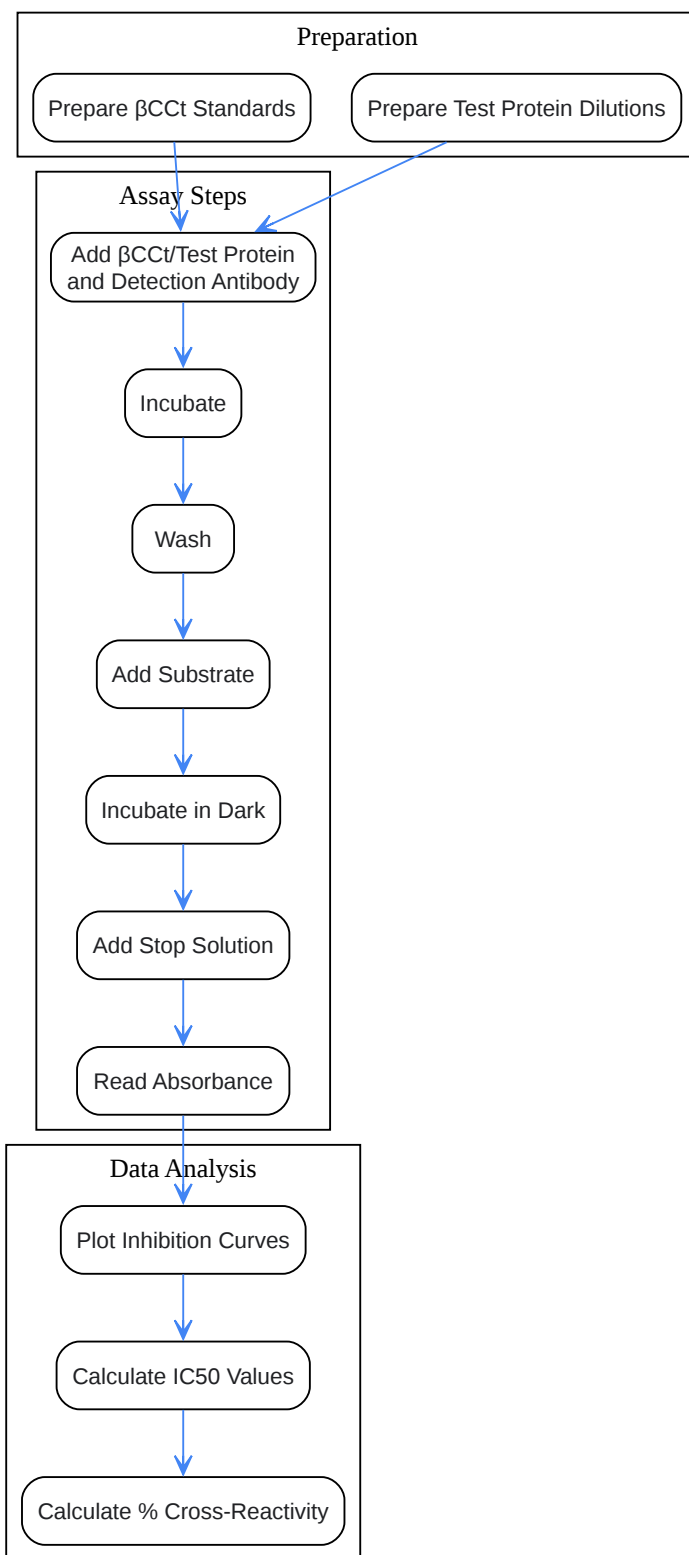 Preparation
Prepare βCCt Standards
Prepare Test Protein Dilutions
Assay Steps
Add βCCt/Test Protein
and Detection Antibody
Incubate
Wash
Add Substrate
Incubate in Dark
Add Stop Solution
Read Absorbance
Data Analysis
Plot Inhibition Curves
Calculate IC50 Values
Calculate % Cross-Reactivity